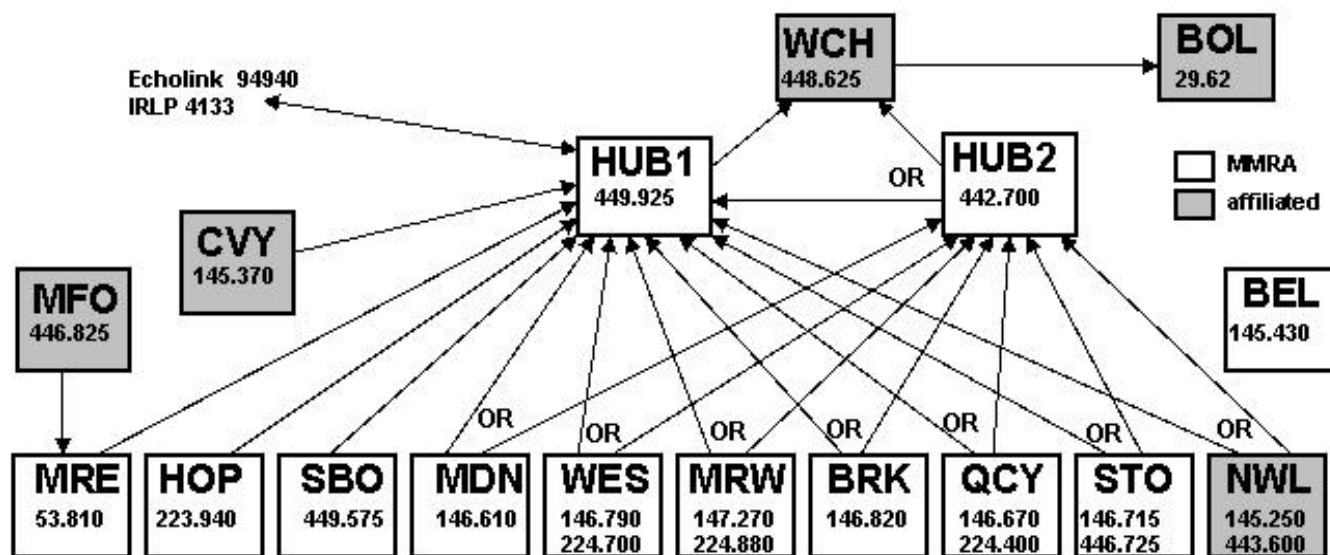 WCH
448.625
BOL
29.62
Echolink 94940
IRLP 4133
HUB1
449.925
OR
HUB2
442.700
MMRA
affiliated
CVY
145.370
MFO
446.825
BEL
145.430
OR
OR
OR
OR
OR
OR
OR
MRE
53.810
HOP
223.940
SBO
449.575
MDN
146.610
WES
146.790
224.700
MRW
147.270
224.880
BRK
146.820
QCY
146.670
224.400
STO
146.715
446.725
NWL
145.250
443.600